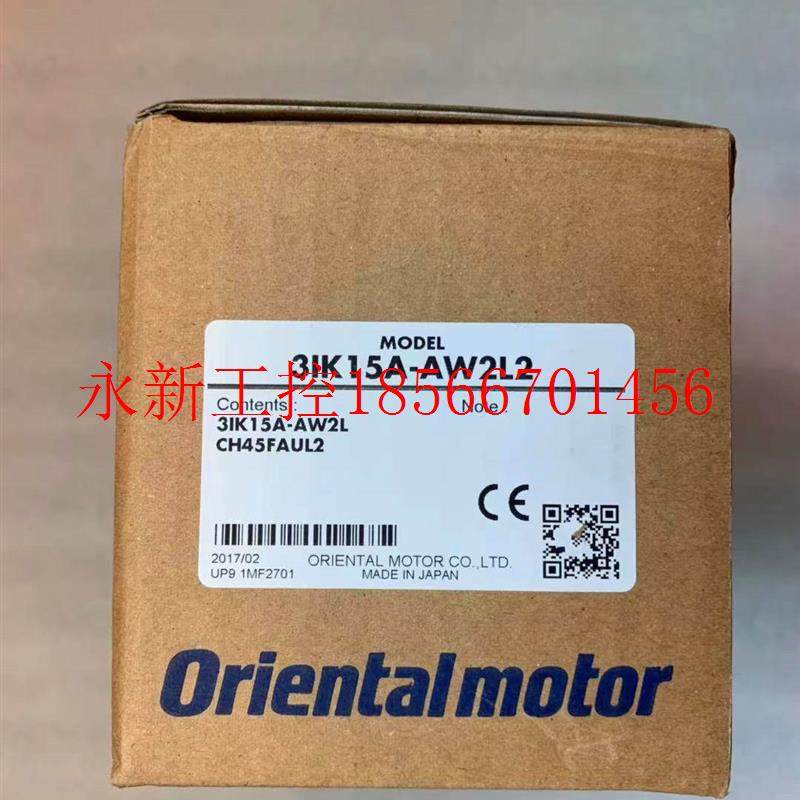 MODEL
3IK15A-AW2L2
永新工控18566701456
Contents : Note :
3IK15A-AW2L
CH45FAUL2
CE
2017/02 ORIENTAL MOTOR CO.,LTD.
UP9 1MF2701 MADE IN JAPAN
Orientalmotor